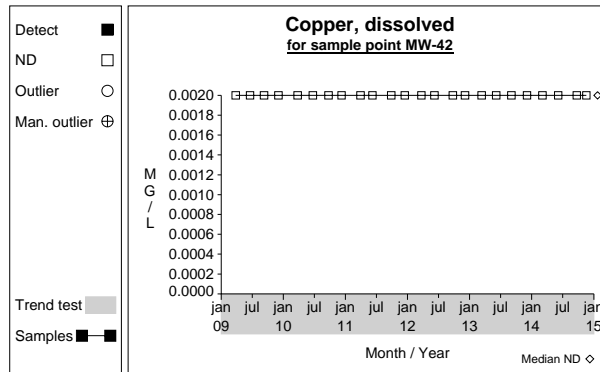 Detect
ND
Outlier
Man. outlier
Trend test
Samples
Copper, dissolved
for sample point MW-42
M
G
/
L
0.0020
0.0018
0.0016
0.0014
0.0012
0.0010
0.0008
0.0006
0.0004
0.0002
0.0000
jan jul jan jul jan jul jan jul jan jul jan jul jan
09 10 11 12 13 14 15
Month / Year
Median ND